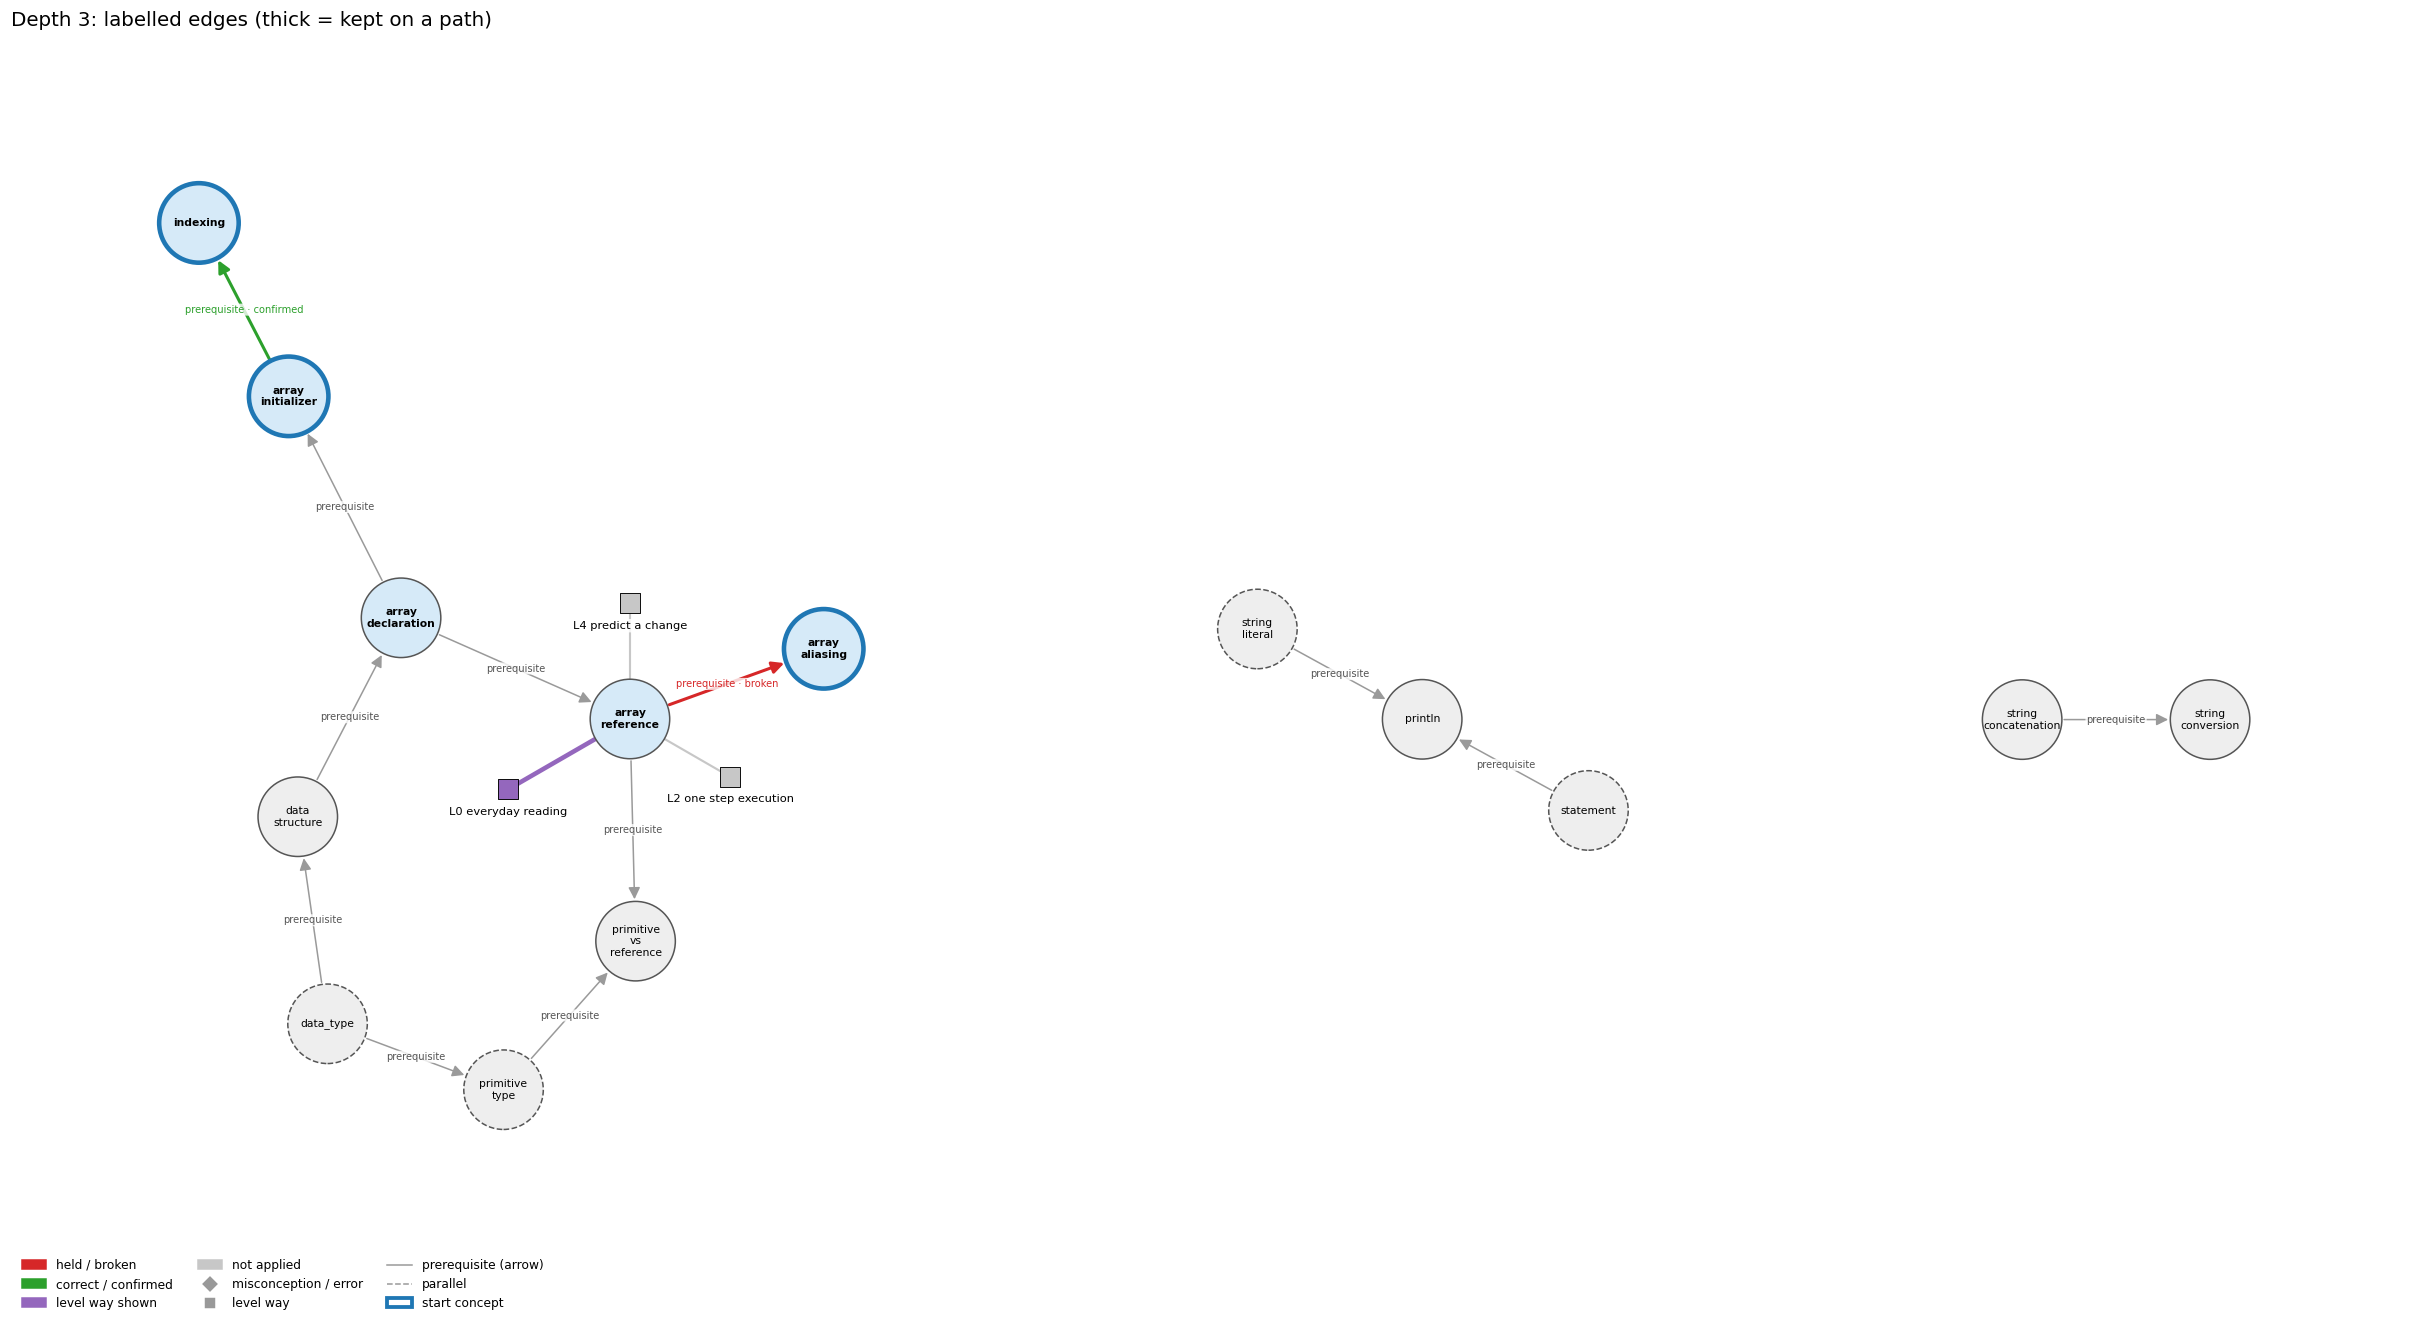 Depth 3: labelled edges (thick = kept on a path)
indexing
prerequisite · confirmed
array
initializer
prerequisite
array
declaration
prerequisite
L4 predict a change
array
aliasing
prerequisite · broken
array
reference
prerequisite
L0 everyday reading
L2 one step execution
data
structure
prerequisite
primitive
vs
reference
prerequisite
data_type
prerequisite
prerequisite
primitive
type
string
literal
prerequisite
println
prerequisite
statement
string
concatenation
prerequisite
string
conversion
held / broken
correct / confirmed
level way shown
not applied
misconception / error
level way
prerequisite (arrow)
parallel
start concept